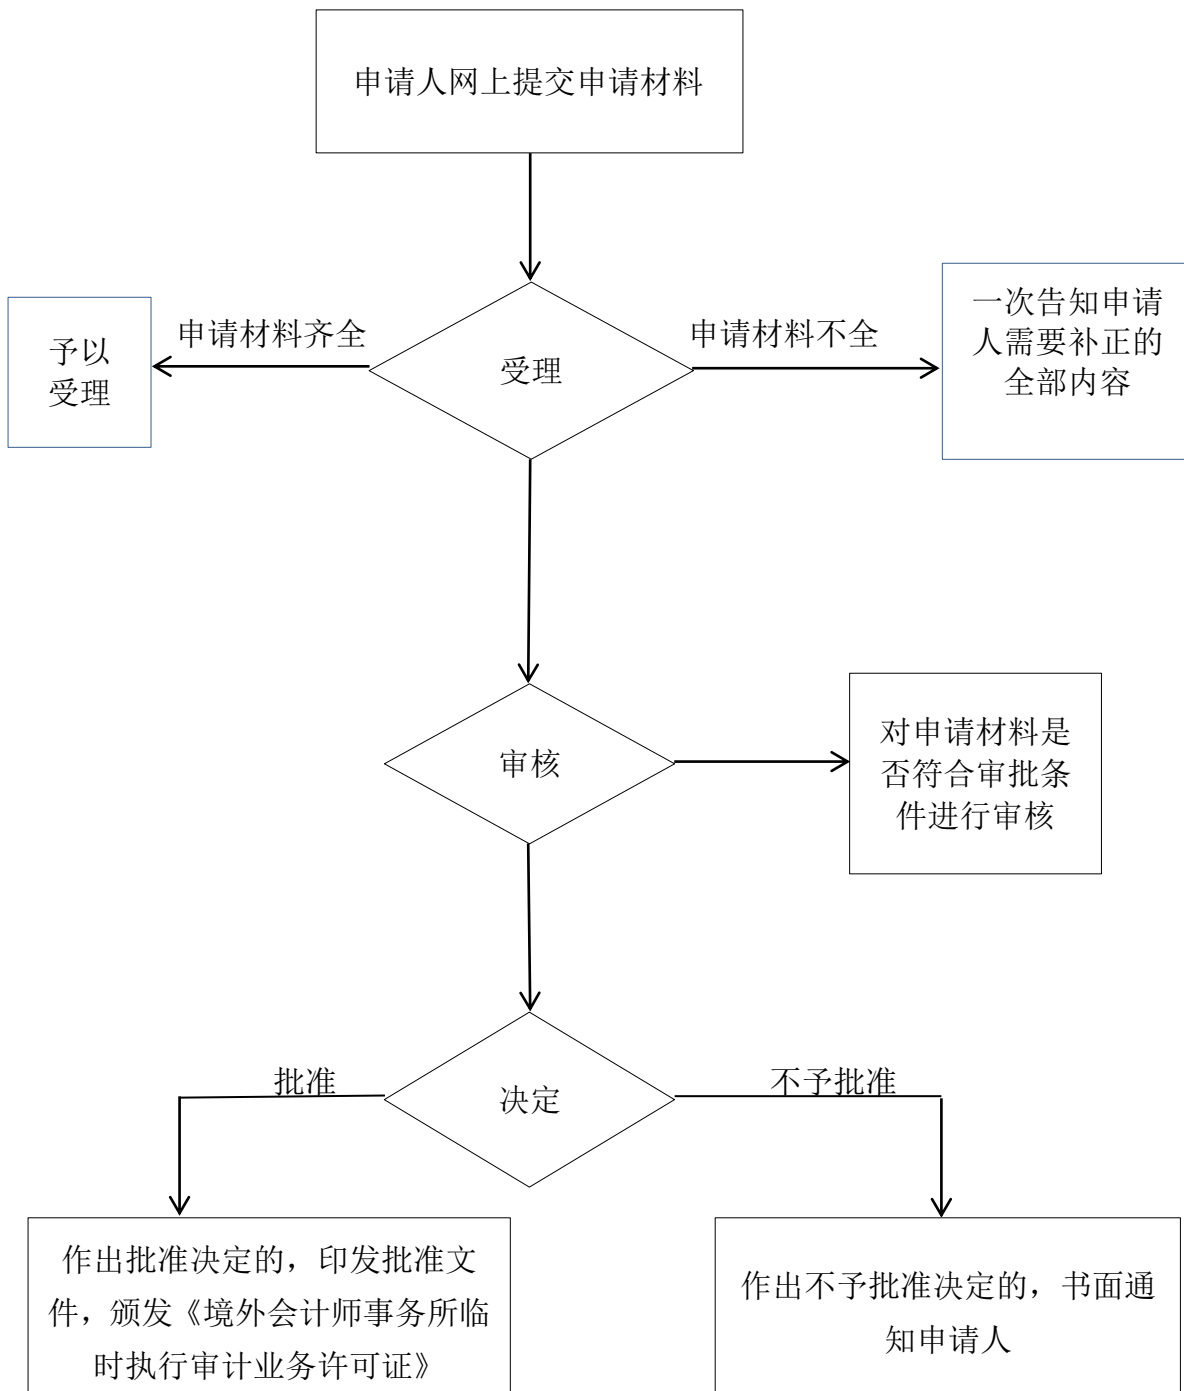 申请人网上提交申请材料
申请材料齐全
申请材料不全
一次告知申请
人需要补正的
全部内容
予以
受理
受理
审核
对申请材料是
否符合审批条
件进行审核
批准
不予批准
决定
作出批准决定的，印发批准文
件，颁发《境外会计师事务所临
时执行审计业务许可证》
作出不予批准决定的，书面通
知申请人